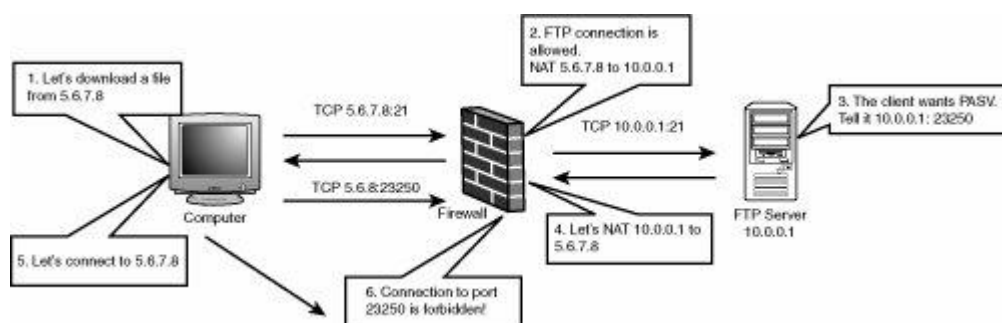 1. Let's download a file
from 5.6.7.8
2. FTP connection is
allowed.
NAT 5.6.7.8 to 10.0.0.1
3. The client wants PASV.
Tell it 10.0.0.1: 23250
TCP 5.6.7.8:21
TCP 10.0.0.1:21
TCP 5.6.8:23250
Computer
Firewall
FTP Server
10.0.0.1
4. Let's NAT 10.0.0.1 to
5.6.7.8
5. Let's connect to 5.6.7.8
6. Connection to port
23250 is forbidden!